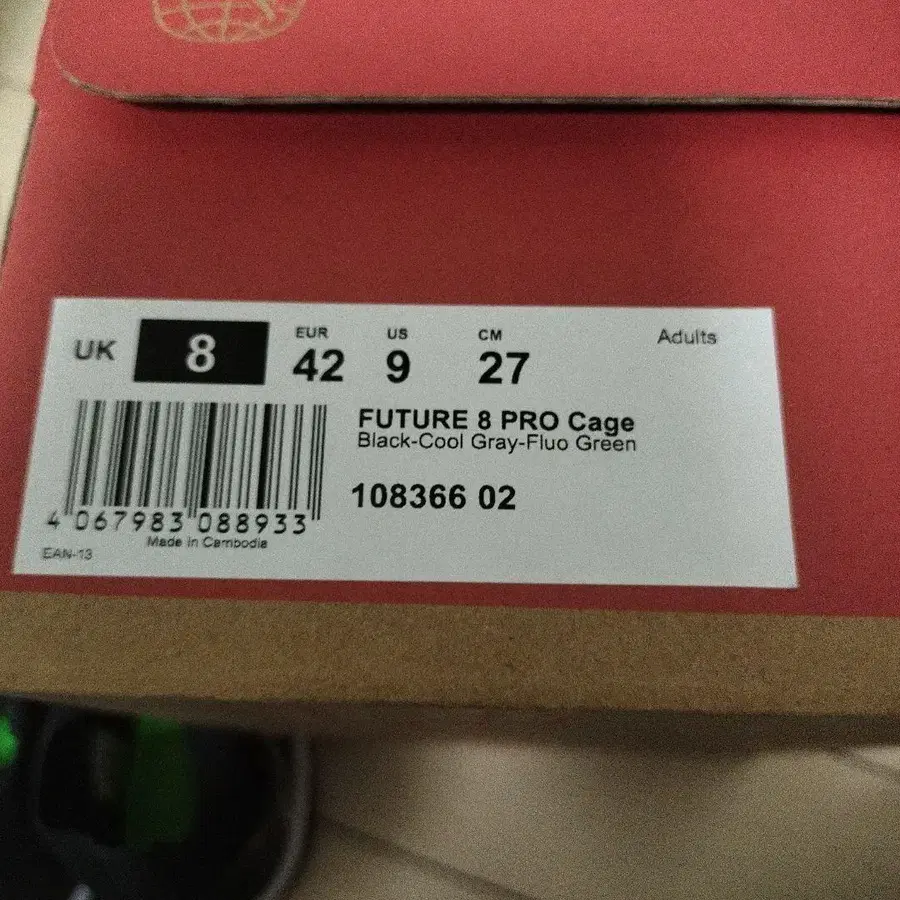 UK 8 EUR 42 US 9 CM 27 Adults
FUTURE 8 PRO Cage
Black-Cool Gray-Fluo Green
108366 02
4 067983 088933
Made in Cambodia
EAN-13